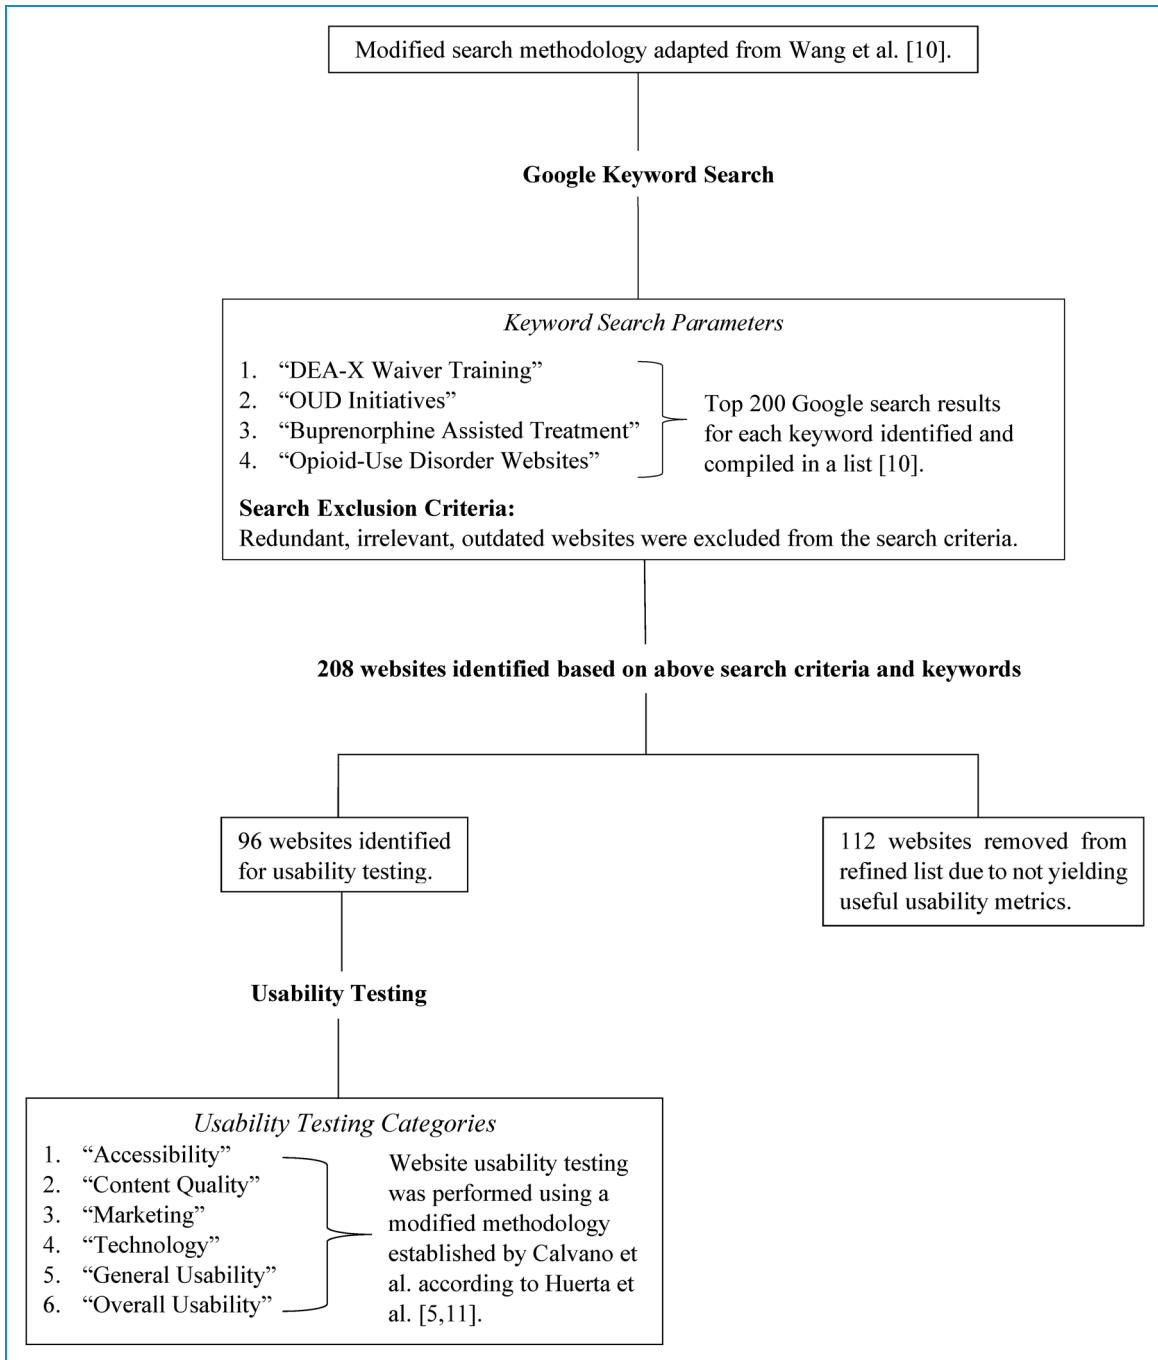 Modified search methodology adapted from Wang et al. [10].
Google Keyword Search
Keyword Search Parameters
1. “DEA-X Waiver Training”
2. “OUD Initiatives”
3. “Buprenorphine Assisted Treatment”
4. “Opioid-Use Disorder Websites”
Top 200 Google search results
for each keyword identified and
compiled in a list [10].
Search Exclusion Criteria:
Redundant, irrelevant, outdated websites were excluded from the search criteria.
208 websites identified based on above search criteria and keywords
96 websites identified
for usability testing.
112 websites removed from
refined list due to not yielding
useful usability metrics.
Usability Testing
Usability Testing Categories
1. “Accessibility”
2. “Content Quality”
3. “Marketing”
4. “Technology”
5. “General Usability”
6. “Overall Usability”
Website usability testing
was performed using a
modified methodology
established by Calvano et
al. according to Huerta et
al. [5,11].